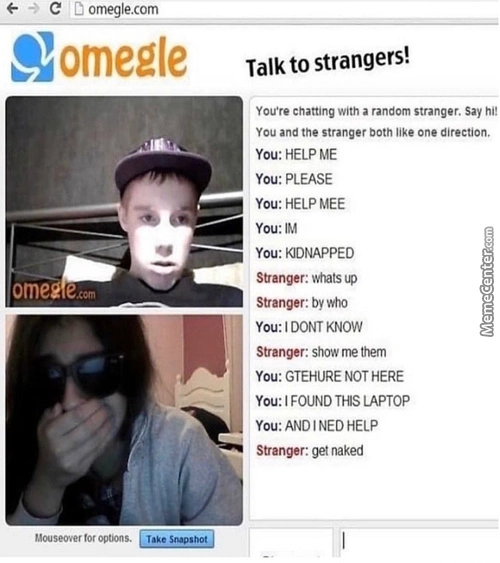 omegle.com
omegle
Talk to strangers!
You're chatting with a random stranger. Say hi!
You and the stranger both like one direction.
You: HELP ME
You: PLEASE
You: HELP MEE
You: IM
You: KIDNAPPED
Stranger: whats up
Stranger: by who
You: I DONT KNOW
Stranger: show me them
You: GTEHURE NOT HERE
You: I FOUND THIS LAPTOP
You: AND I NED HELP
Stranger: get naked
omegle.com
Mouseover for options.
Take Snapshot
MemeCenter.com